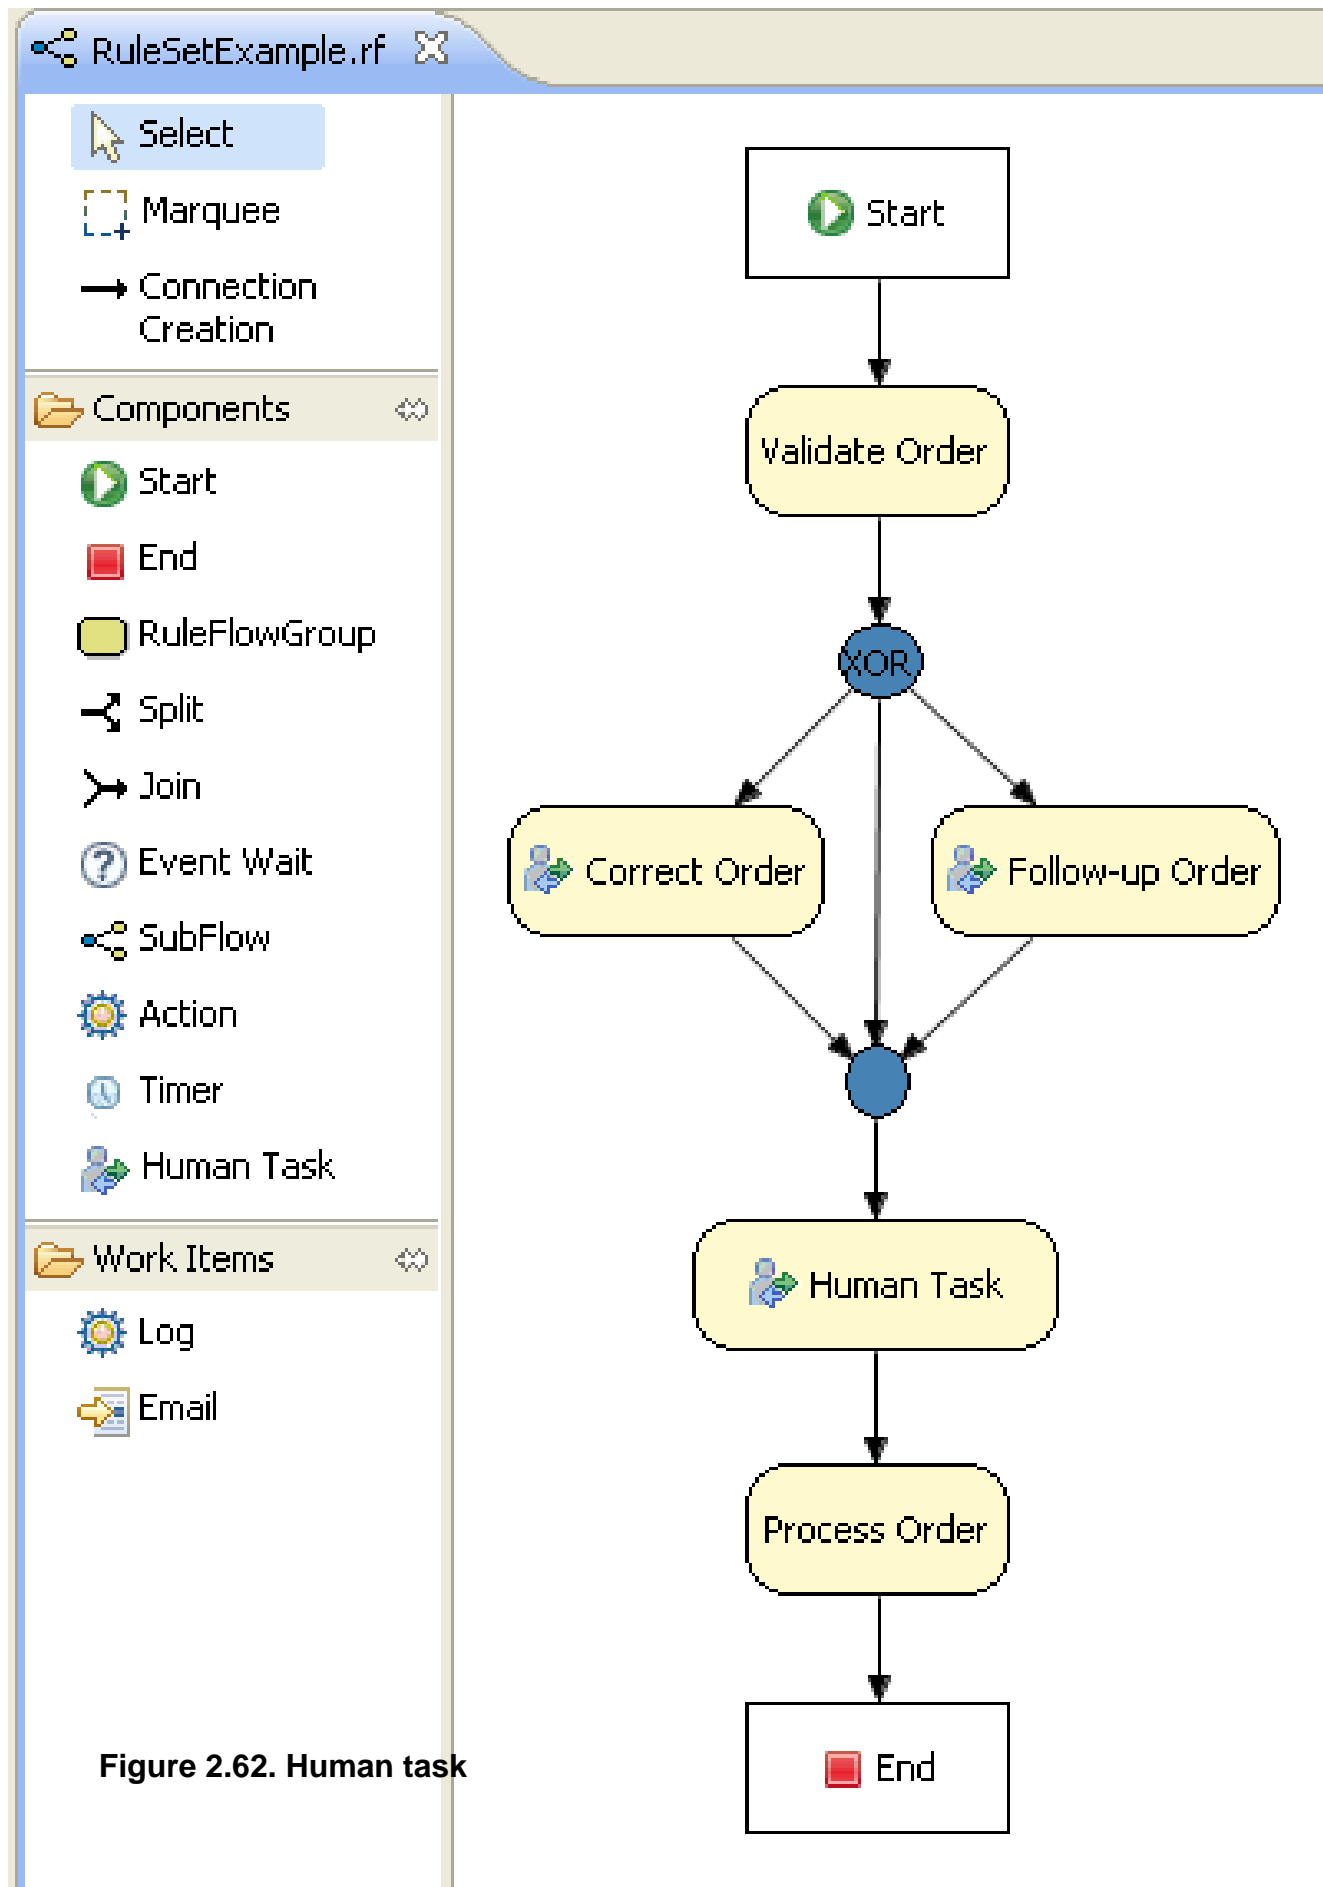 RuleSetExample.rf
Select
Marquee
Connection
Creation
Components
Start
End
RuleFlowGroup
Split
Join
Event Wait
SubFlow
Action
Timer
Human Task
Work Items
Log
Email
Start
Validate Order
XOR
Correct Order
Follow-up Order
Human Task
Process Order
End
Figure 2.62. Human task